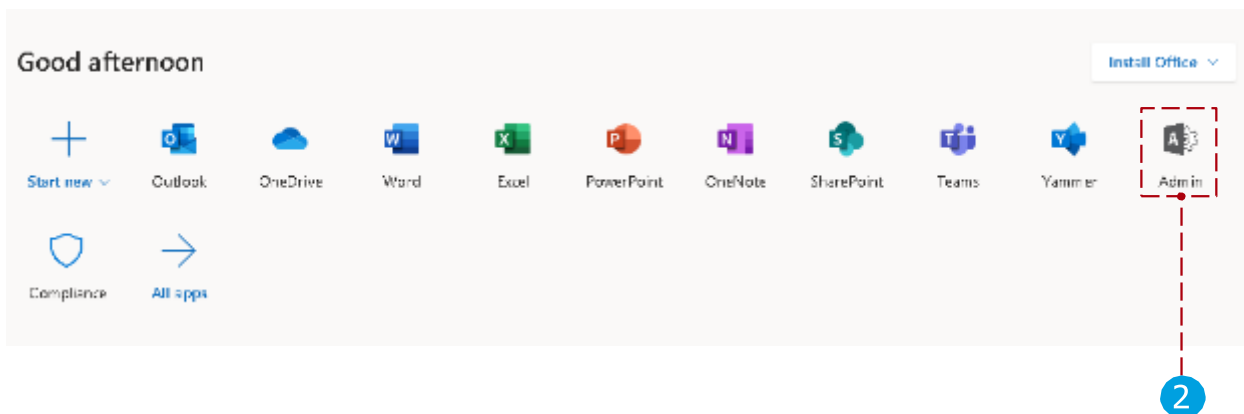 Good afternoon
Install Office
Start new
Outlook
OneDrive
Word
Excel
PowerPoint
OneNote
SharePoint
Teams
Yammer
Admin
Compliance
All apps
2